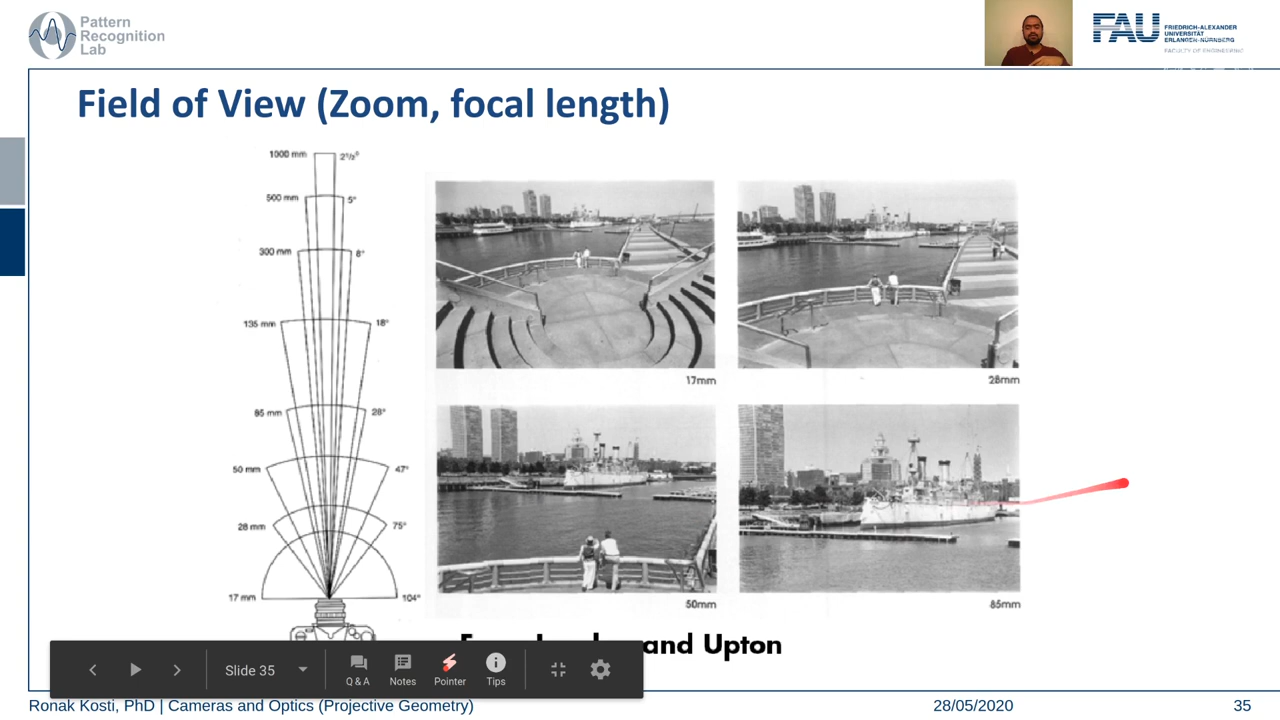 Pattern
Recognition
Lab
FAU
FRIEDRICH-ALEXANDER
UNIVERSITÄT
ERLANGEN-NÜRNBERG
FACULTY OF ENGINEERING
Field of View (Zoom, focal length)
1000 mm 2½°
500 mm 5°
300 mm 8°
135 mm 18°
85 mm 28°
50 mm 47°
28 mm 75°
17 mm 104°
17mm
28mm
50mm
85mm
and Upton
Slide 35
Q & A
Notes
Pointer
Tips
Ronak Kosti, PhD | Cameras and Optics (Projective Geometry)
28/05/2020
35